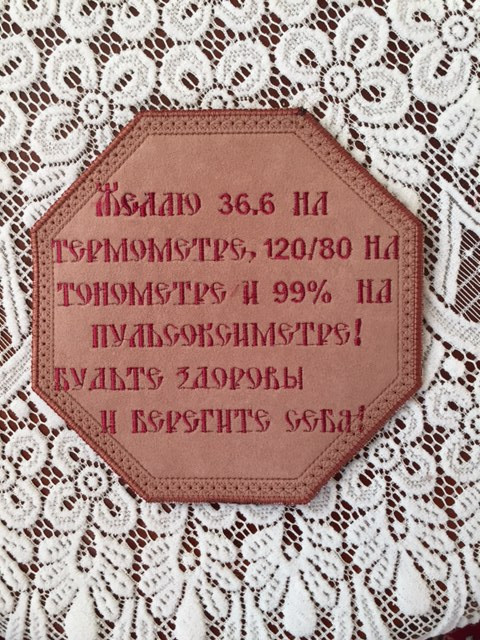 Желаю 36.6 на
термометре, 120/80 на
тонометре и 99% на
пульсоксиметре!
Будьте здоровы
и берегите себя!